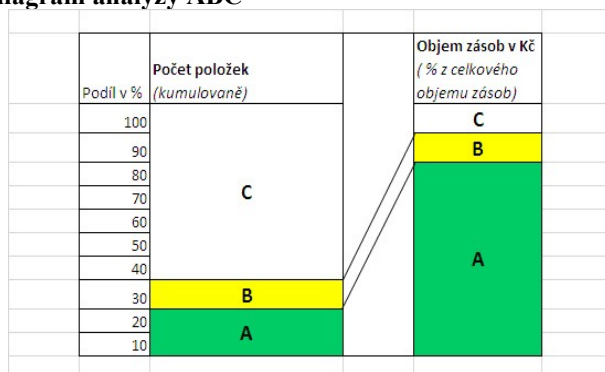 diagram analýzy ABC
Podíl v %
Počet položek
(kumulovaně)
Objem zásob v Kč
( % z celkového
objemu zásob)
100
90
80
70
60
50
40
30
20
10
C
B
A
C
B
A